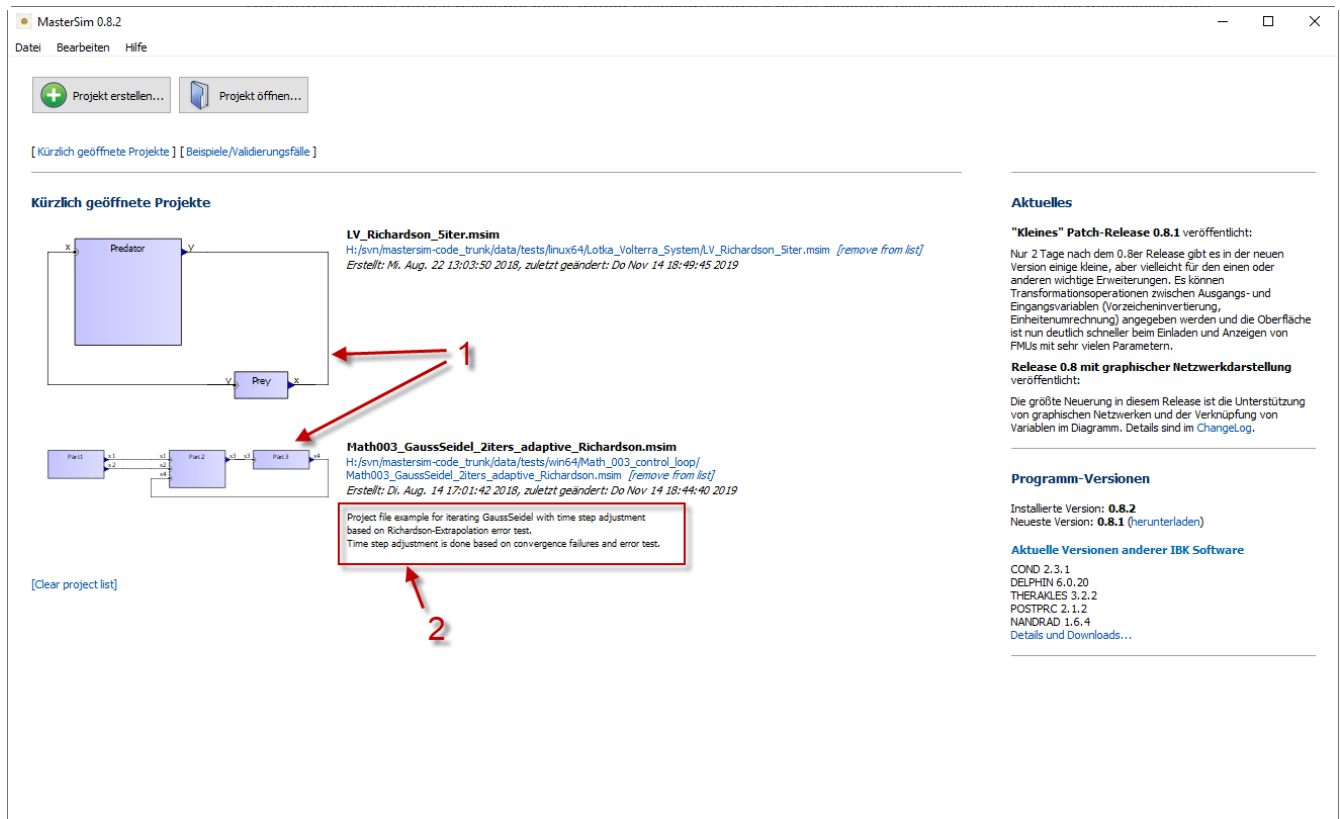 MasterSim 0.8.2
Datei Bearbeiten Hilfe
Projekt erstellen... Projekt öffnen...
[ Kürzlich geöffnete Projekte ] [ Beispiele/Validierungsfälle ]
Kürzlich geöffnete Projekte
x Predator y
y Prey x
LV_Richardson_5iter.msim
H:/svn/mastersim-code_trunk/data/tests/linux64/Lotka_Volterra_System/LV_Richardson_5iter.msim [remove from list]
Erstellt: Mi. Aug. 22 13:03:50 2018, zuletzt geändert: Do Nov 14 18:49:45 2019
1
Part1 x1 x1 Part2 x3 x3 Part3 x4
x2 x2
x4
Math003_GaussSeidel_2iters_adaptive_Richardson.msim
H:/svn/mastersim-code_trunk/data/tests/win64/Math_003_control_loop/
Math003_GaussSeidel_2iters_adaptive_Richardson.msim [remove from list]
Erstellt: Di. Aug. 14 17:01:42 2018, zuletzt geändert: Do Nov 14 18:44:40 2019
Project file example for iterating GaussSeidel with time step adjustment
based on Richardson-Extrapolation error test.
Time step adjustment is done based on convergence failures and error test.
2
[Clear project list]
Aktuelles
"Kleines" Patch-Release 0.8.1 veröffentlicht:
Nur 2 Tage nach dem 0.8er Release gibt es in der neuen
Version einige kleine, aber vielleicht für den einen oder
anderen wichtige Erweiterungen. Es können
Transformationsoperationen zwischen Ausgangs- und
Eingangsvariablen (Vorzeicheninvertierung,
Einheitenumrechnung) angegeben werden und die Oberfläche
ist nun deutlich schneller beim Einladen und Anzeigen von
FMUs mit sehr vielen Parametern.
Release 0.8 mit graphischer Netzwerkdarstellung
veröffentlicht:
Die größte Neuerung in diesem Release ist die Unterstützung
von graphischen Netzwerken und der Verknüpfung von
Variablen im Diagramm. Details sind im ChangeLog.
Programm-Versionen
Installierte Version: 0.8.2
Neueste Version: 0.8.1 (herunterladen)
Aktuelle Versionen anderer IBK Software
COND 2.3.1
DELPHIN 6.0.20
THERAKLES 3.2.2
POSTPRC 2.1.2
NANDRAD 1.6.4
Details und Downloads...